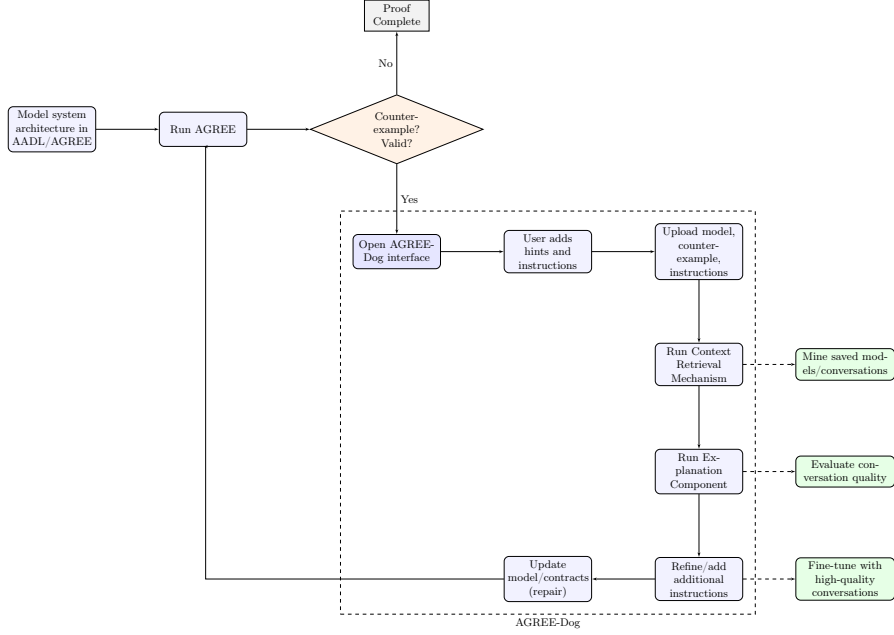 Proof
Complete
No
Model system
architecture in
AADL/AGREE
Run AGREE
Counter-
example?
Valid?
Yes
Open AGREE-
Dog interface
User adds
hints and
instructions
Upload model,
counter-
example,
instructions
Run Context
Retrieval
Mechanism
Mine saved mod-
els/conversations
Run Ex-
planation
Component
Evaluate con-
versation quality
Update
model/contracts
(repair)
Refine/add
additional
instructions
Fine-tune with
high-quality
conversations
AGREE-Dog